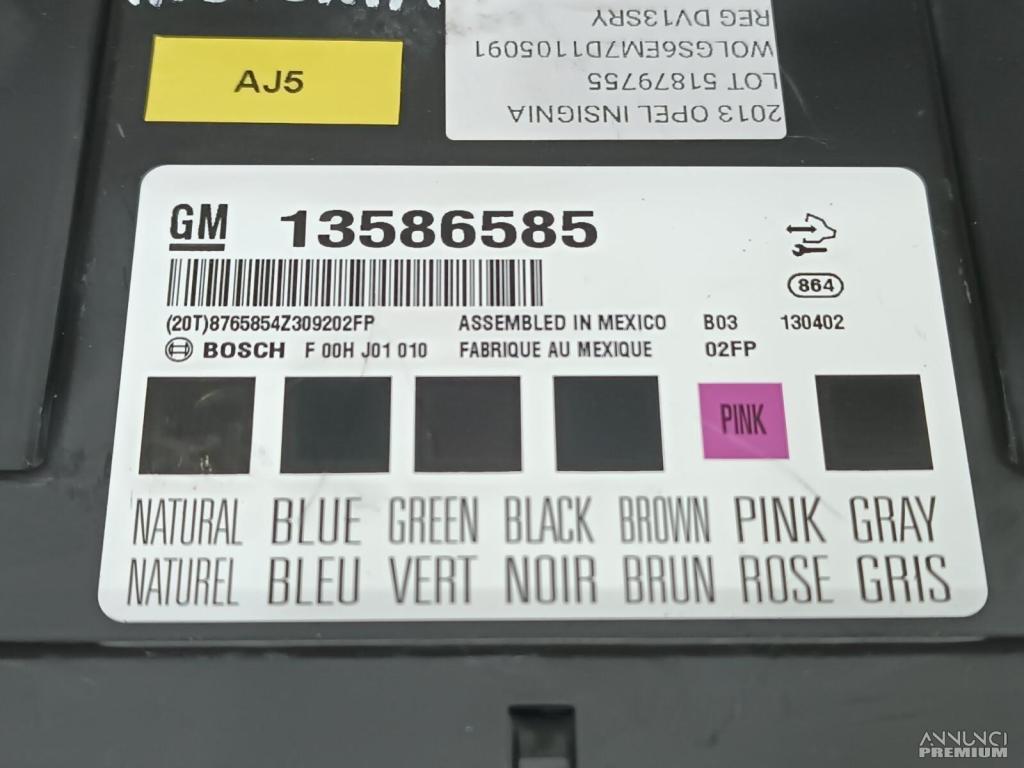 AJ5
REG DV13SRY
WOLGS6EM7D1105091
LOT 51879755
2013 OPEL INSIGNIA
GM 13586585
864
(20T)8765854Z309202FP ASSEMBLED IN MEXICO B03 130402
BOSCH F 00H J01 010 FABRIQUE AU MEXIQUE 02FP
PINK
NATURAL BLUE GREEN BLACK BROWN PINK GRAY
NATUREL BLEU VERT NOIR BRUN ROSE GRIS
ANNUNCI
PREMIUM